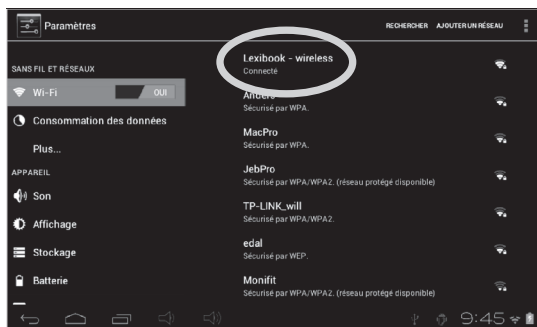 Paramètres
RECHERCHER AJOUTER UN RÉSEAU
SANS FIL ET RÉSEAUX
Wi-Fi OUI
Consommation des données
Plus...
APPAREIL
Son
Affichage
Stockage
Batterie
Lexibook - wireless
Connecté
Anders
Sécurisé par WPA.
MacPro
Sécurisé par WPA.
JebPro
Sécurisé par WPA/WPA2. (réseau protégé disponible)
TP-LINK_will
Sécurisé par WPA/WPA2.
edal
Sécurisé par WEP.
Monifit
Sécurisé par WPA/WPA2. (réseau protégé disponible)
9:45